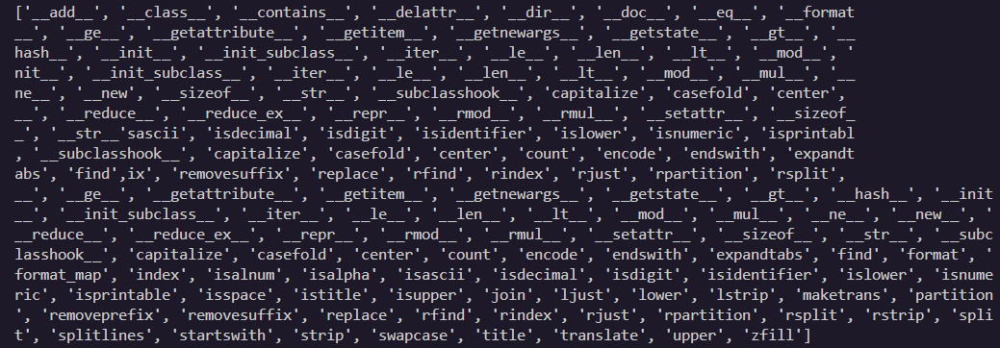 ['__add__', '__class__', '__contains__', '__delattr__', '__dir__', '__doc__', '__eq__', '__format
__', '__ge__', '__getattribute__', '__getitem__', '__getnewargs__', '__getstate__', '__gt__', '__
hash__', '__init__', '__init_subclass__', '__iter__', '__le__', '__len__', '__lt__', '__mod__', '
nit__', '__init_subclass__', '__iter__', '__le__', '__len__', '__lt__', '__mod__', '__mul__', '__
ne__', '__new', '__sizeof__', '__str__', '__subclasshook__', 'capitalize', 'casefold', 'center',
__', '__reduce__', '__reduce_ex__', '__repr__', '__rmod__', '__rmul__', '__setattr__', '__sizeof_
_', '__str__'sascii', 'isdecimal', 'isdigit', 'isidentifier', 'islower', 'isnumeric', 'isprintabl
, '__subclasshook__', 'capitalize', 'casefold', 'center', 'count', 'encode', 'endswith', 'expandt
abs', 'find',ix', 'removesuffix', 'replace', 'rfind', 'rindex', 'rjust', 'rpartition', 'rsplit',
__', '__ge__', '__getattribute__', '__getitem__', '__getnewargs__', '__getstate__', '__gt__', '__hash__', '__init
__', '__init_subclass__', '__iter__', '__le__', '__len__', '__lt__', '__mod__', '__mul__', '__ne__', '__new__', '
__reduce__', '__reduce_ex__', '__repr__', '__rmod__', '__rmul__', '__setattr__', '__sizeof__', '__str__', '__subc
lasshook__', 'capitalize', 'casefold', 'center', 'count', 'encode', 'endswith', 'expandtabs', 'find', 'format', '
format_map', 'index', 'isalnum', 'isalpha', 'isascii', 'isdecimal', 'isdigit', 'isidentifier', 'islower', 'isnume
ric', 'isprintable', 'isspace', 'istitle', 'isupper', 'join', 'ljust', 'lower', 'lstrip', 'maketrans', 'partition
', 'removeprefix', 'removesuffix', 'replace', 'rfind', 'rindex', 'rjust', 'rpartition', 'rsplit', 'rstrip', 'spli
t', 'splitlines', 'startswith', 'strip', 'swapcase', 'title', 'translate', 'upper', 'zfill']